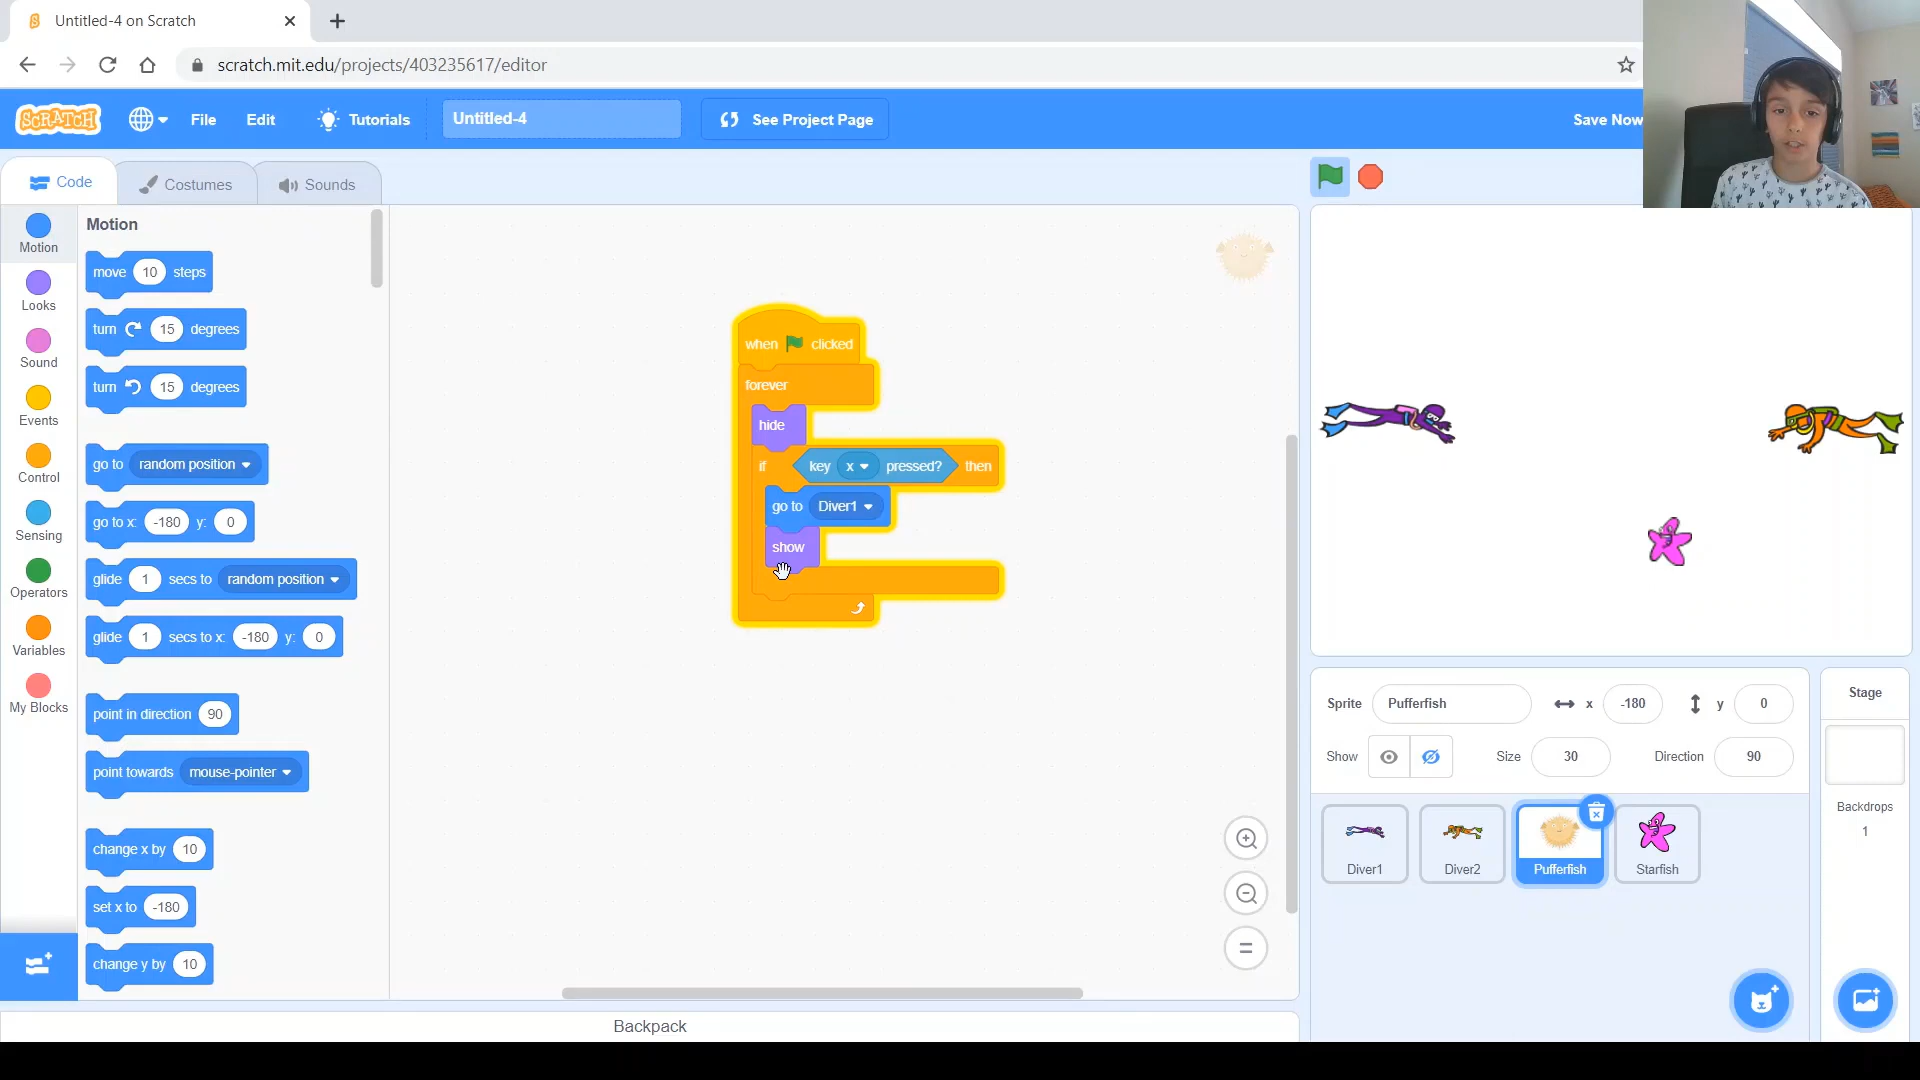 Untitled-4 on Scratch
scratch.mit.edu/projects/403235617/editor
SCRATCH
File
Edit
Tutorials
Untitled-4
See Project Page
Save Now
Code
Costumes
Sounds
Motion
Looks
Sound
Events
Control
Sensing
Operators
Variables
My Blocks
Motion
move 10 steps
turn 15 degrees
turn 15 degrees
go to random position
go to x: -180 y: 0
glide 1 secs to random position
glide 1 secs to x: -180 y: 0
point in direction 90
point towards mouse-pointer
change x by 10
set x to -180
change y by 10
when clicked
forever
hide
if key x pressed? then
go to Diver1
show
Backpack
Sprite Pufferfish x -180 y 0
Show Size 30 Direction 90
Diver1
Diver2
Pufferfish
Starfish
Stage
Backdrops
1